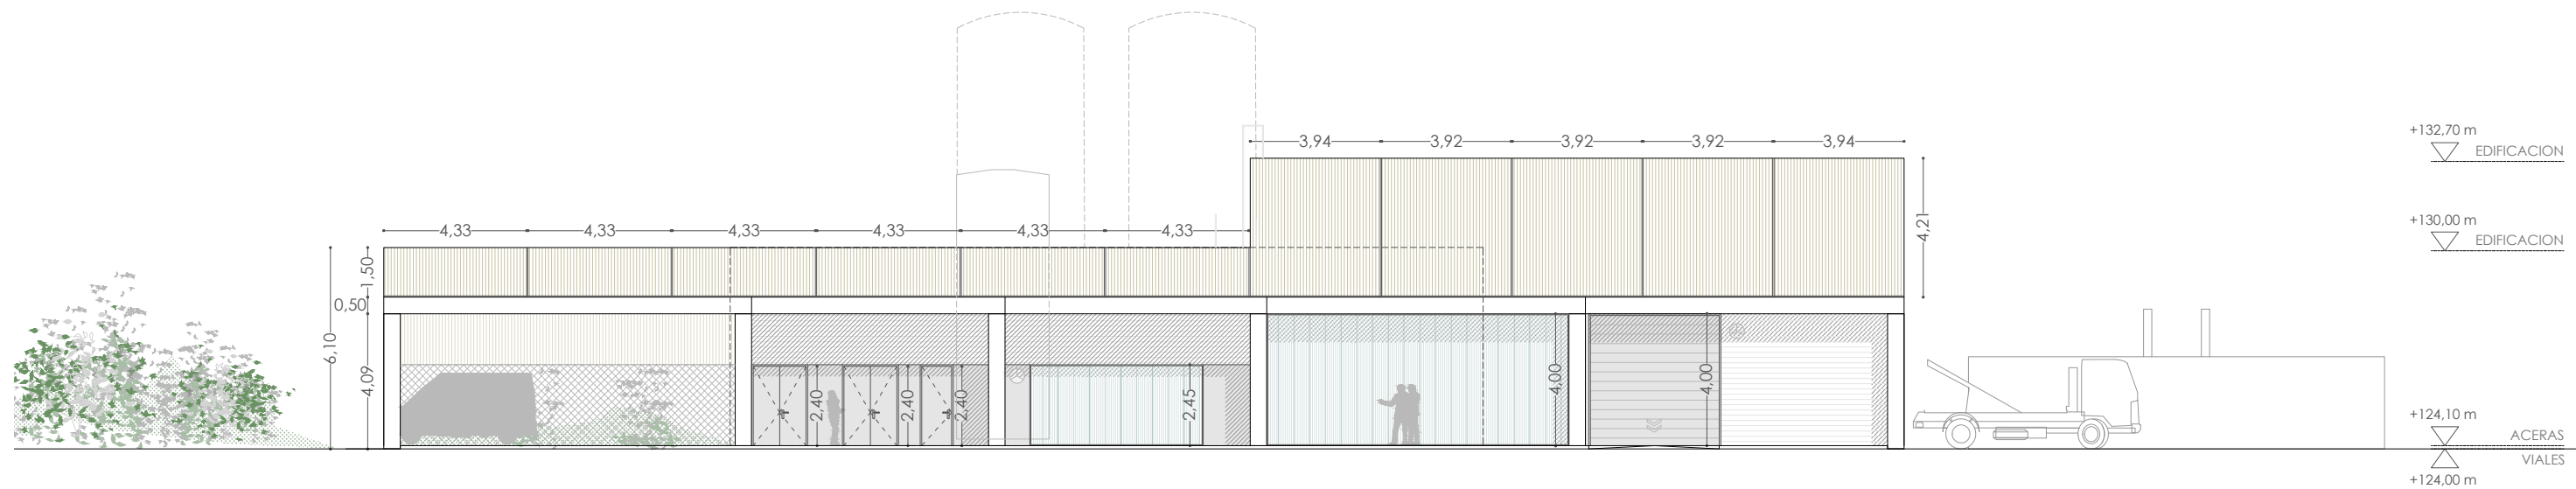 +132,70 m
EDIFICACION
3,94 3,92 3,92 3,92 3,94
+130,00 m
EDIFICACION
4,21
4,33 4,33 4,33 4,33 4,33 4,33
1,50
0,50
6,10
4,09
2,40 2,40 2,40 2,45 4,00 4,00
+124,10 m
ACERAS
VIALES
+124,00 m